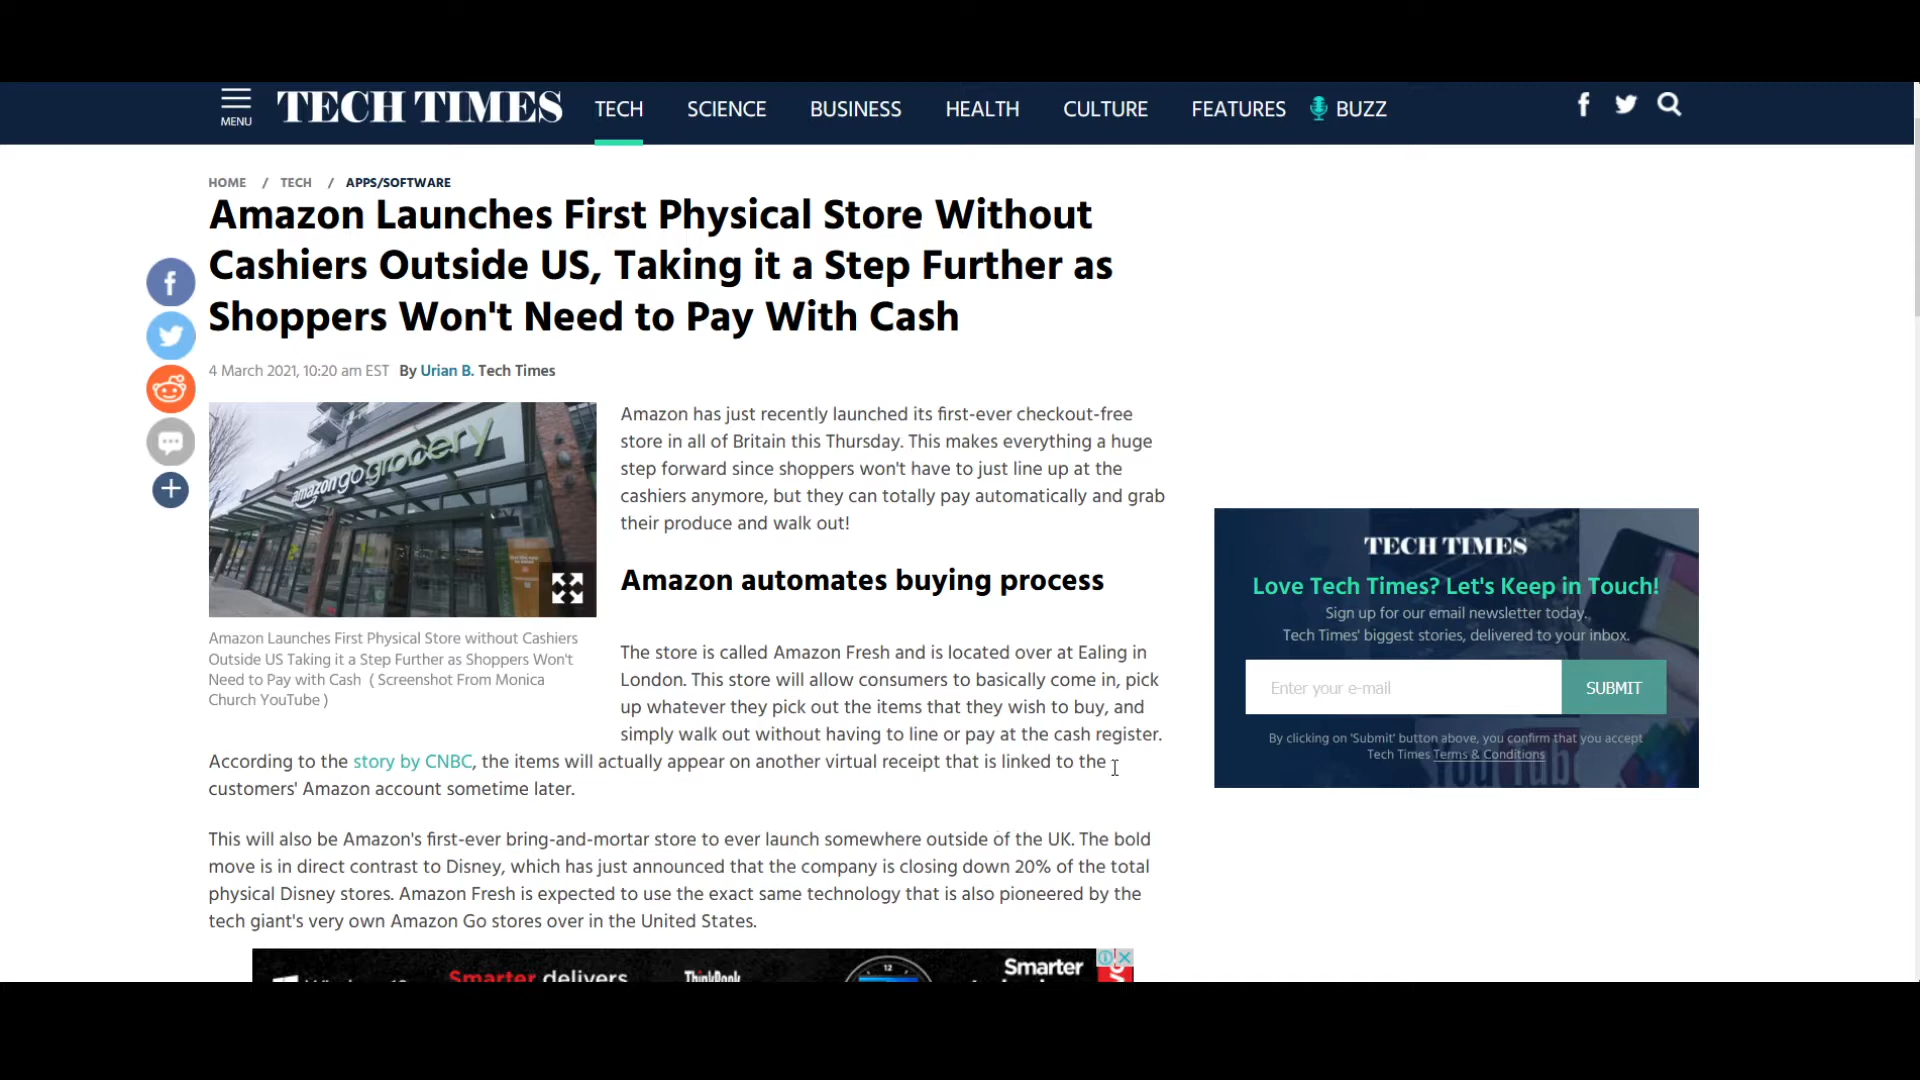 MENU
TECH TIMES
TECH
SCIENCE
BUSINESS
HEALTH
CULTURE
FEATURES
BUZZ
HOME / TECH / APPS/SOFTWARE
Amazon Launches First Physical Store Without
Cashiers Outside US, Taking it a Step Further as
Shoppers Won't Need to Pay With Cash
4 March 2021, 10:20 am EST By Urian B. Tech Times
amazon go grocery
Amazon Launches First Physical Store without Cashiers
Outside US Taking it a Step Further as Shoppers Won't
Need to Pay with Cash ( Screenshot From Monica
Church YouTube )
Amazon has just recently launched its first-ever checkout-free
store in all of Britain this Thursday. This makes everything a huge
step forward since shoppers won't have to just line up at the
cashiers anymore, but they can totally pay automatically and grab
their produce and walk out!
Amazon automates buying process
The store is called Amazon Fresh and is located over at Ealing in
London. This store will allow consumers to basically come in, pick
up whatever they pick out the items that they wish to buy, and
simply walk out without having to line or pay at the cash register.
According to the story by CNBC, the items will actually appear on another virtual receipt that is linked to the
customers' Amazon account sometime later.
This will also be Amazon's first-ever bring-and-mortar store to ever launch somewhere outside of the UK. The bold
move is in direct contrast to Disney, which has just announced that the company is closing down 20% of the total
physical Disney stores. Amazon Fresh is expected to use the exact same technology that is also pioneered by the
tech giant's very own Amazon Go stores over in the United States.
Smarter delivers
ThinkBook
12
Smarter
TECH TIMES
Love Tech Times? Let's Keep in Touch!
Sign up for our email newsletter today.
Tech Times' biggest stories, delivered to your inbox.
Enter your e-mail
SUBMIT
By clicking on 'Submit' button above, you confirm that you accept
Tech Times Terms & Conditions
You Tube